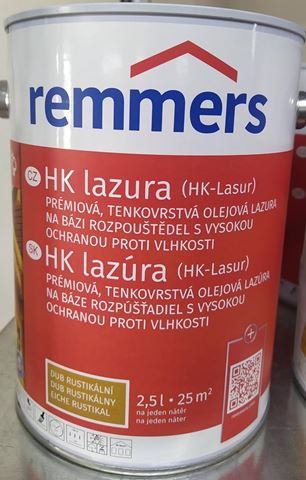 remmers
CZ HK lazura (HK-Lasur)
PRÉMIOVÁ, TENKOVRSTVÁ OLEJOVÁ LAZURA
NA BÁZI ROZPOUŠTĚDEL S VYSOKOU
OCHRANOU PROTI VLHKOSTI
SK HK lazúra (HK-Lasur)
PRÉMIOVÁ, TENKOVRSTVÁ OLEJOVÁ LAZÚRA
NA BÁZE ROZPÚŠŤADIEL S VYSOKOU
OCHRANOU PROTI VLHKOSTI
DUB RUSTIKÁLNÍ
DUB RUSTIKÁLNY
EICHE RUSTIKAL
2,5 l • 25 m²
na jeden nátěr
na jeden náter